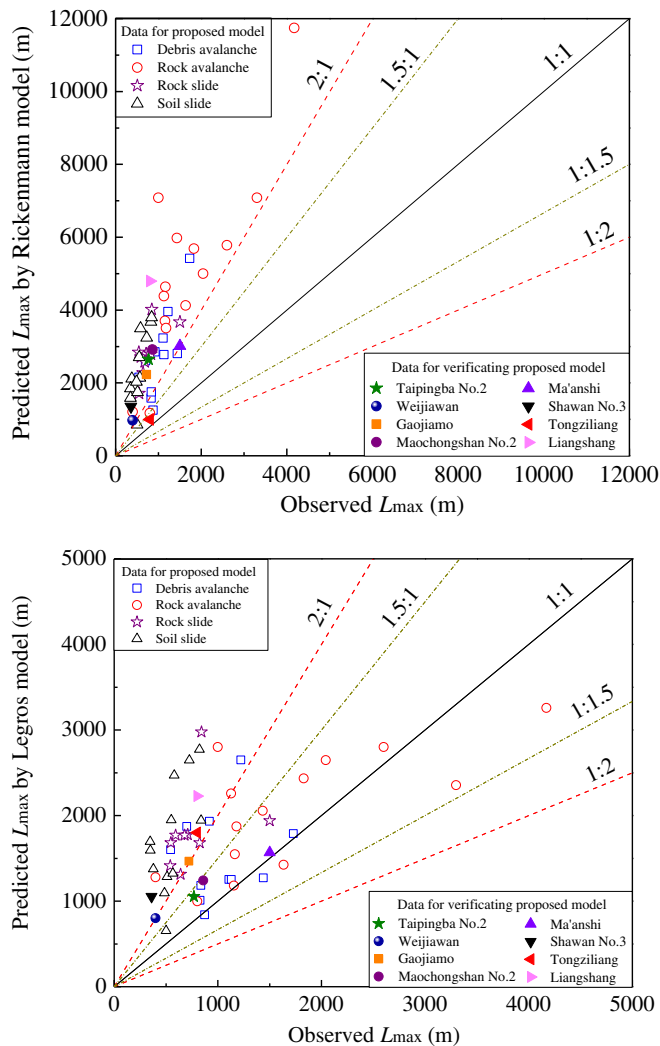 12000
10000
8000
6000
4000
2000
0
Predicted Lmax by Rickenmann model (m)
Data for proposed model
Debris avalanche
Rock avalanche
Rock slide
Soil slide
2:1
1.5:1
1:1
1:1.5
1:2
Data for verificating proposed model
Taipingba No.2
Weijiawan
Gaojiamo
Maochongshan No.2
Ma'anshi
Shawan No.3
Tongziliang
Liangshang
0 2000 4000 6000 8000 10000 12000
Observed Lmax (m)
5000
4000
3000
2000
1000
0
Predicted Lmax by Legros model (m)
Data for proposed model
Debris avalanche
Rock avalanche
Rock slide
Soil slide
2:1
1.5:1
1:1
1:1.5
1:2
Data for verificating proposed model
Taipingba No.2
Weijiawan
Gaojiamo
Maochongshan No.2
Ma'anshi
Shawan No.3
Tongziliang
Liangshang
0 1000 2000 3000 4000 5000
Observed Lmax (m)